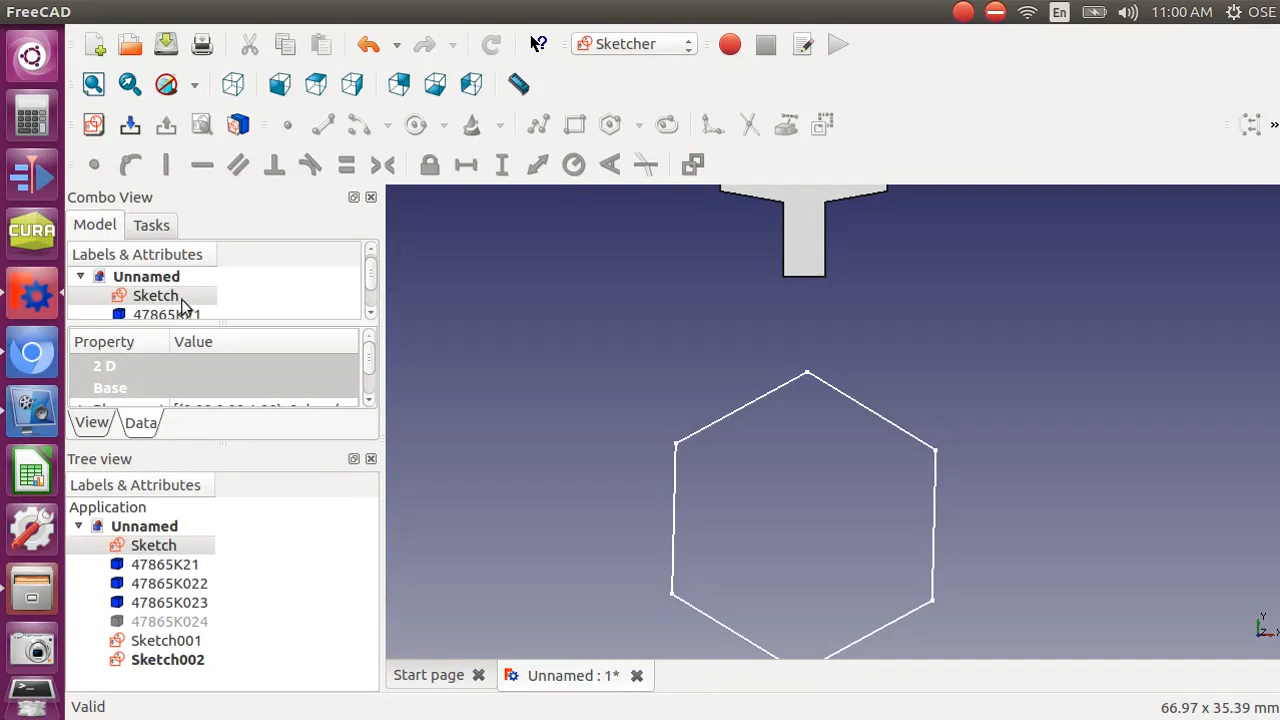 FreeCAD
En
11:00 AM
OSE
Sketcher
»
CURA
Combo View
Model
Tasks
Labels & Attributes
Unnamed
Sketch
Property
Value
2 D
Base
View
Data
Tree view
Labels & Attributes
Application
Unnamed
Sketch
47865K21
47865K022
47865K023
47865K024
Sketch001
Sketch002
Start page
Unnamed : 1*
Valid
66.97 x 35.39 mm
Y
Z
X